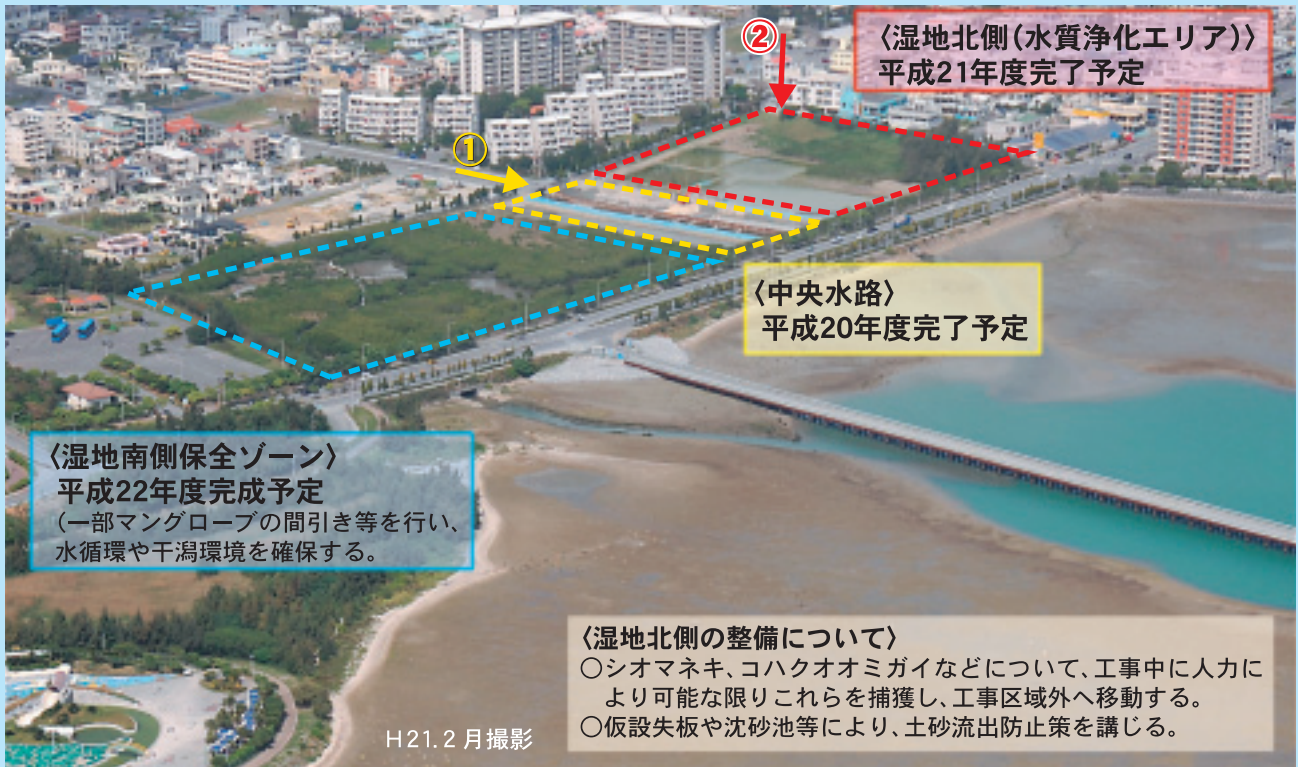 ②
〈湿地北側(水質浄化エリア)〉
平成21年度完了予定
①
〈中央水路〉
平成20年度完了予定
〈湿地南側保全ゾーン〉
平成22年度完成予定
(一部マングローブの間引き等を行い、
水循環や干潟環境を確保する。
〈湿地北側の整備について〉
○シオマネキ、コハクオオミガイなどについて、工事中に人力に
より可能な限りこれらを捕獲し、工事区域外へ移動する。
○仮設失板や沈砂池等により、土砂流出防止策を講じる。
H21.2月撮影